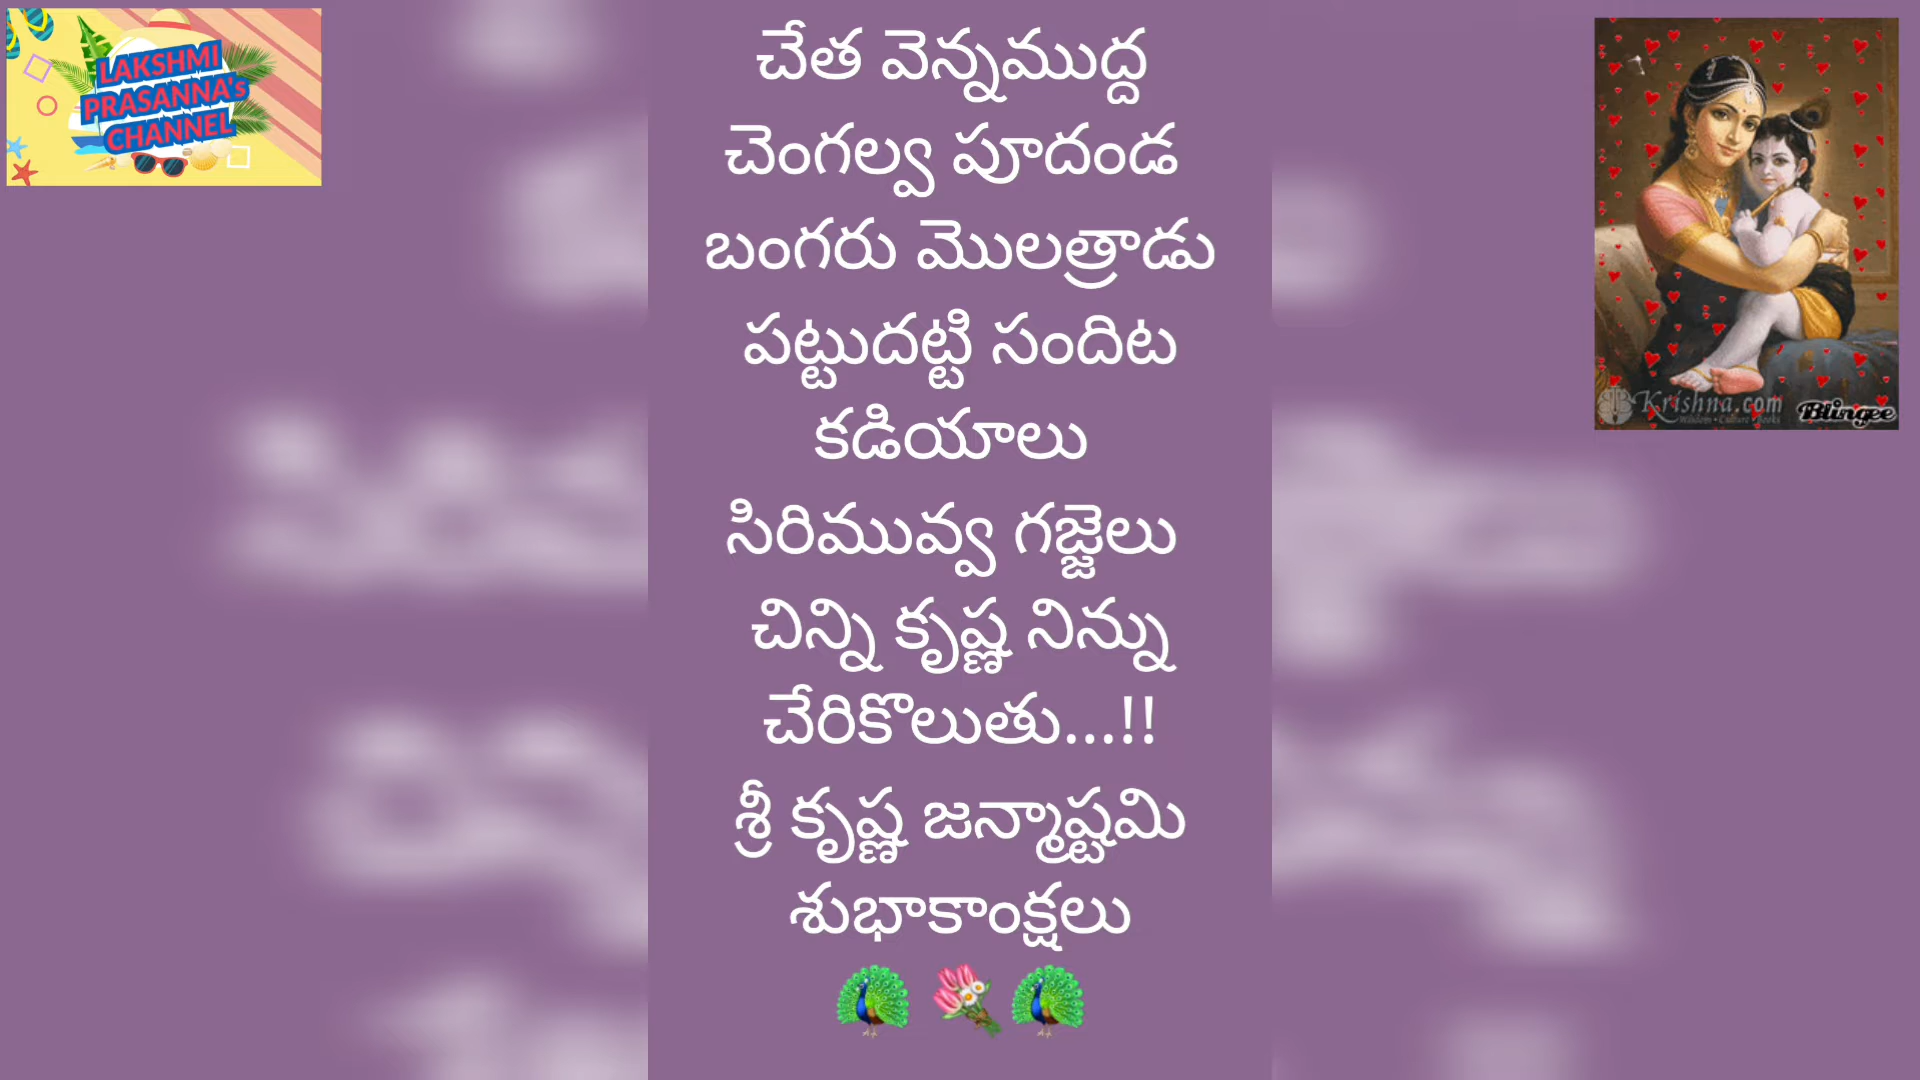 LAKSHMI
PRASANNA's
CHANNEL
చేత వెన్నముద్ద
చెంగల్వ పూదండ
బంగరు మొలత్రాడు
పట్టుదట్టి సందిట
కడియాలు
సిరిమువ్వ గజ్జెలు
చిన్ని కృష్ణ నిన్ను
చేరికొలుతు...!!
శ్రీ కృష్ణ జన్మాష్టమి
శుభాకాంక్షలు
🦚 💐🦚
Krishna.com
Blingee